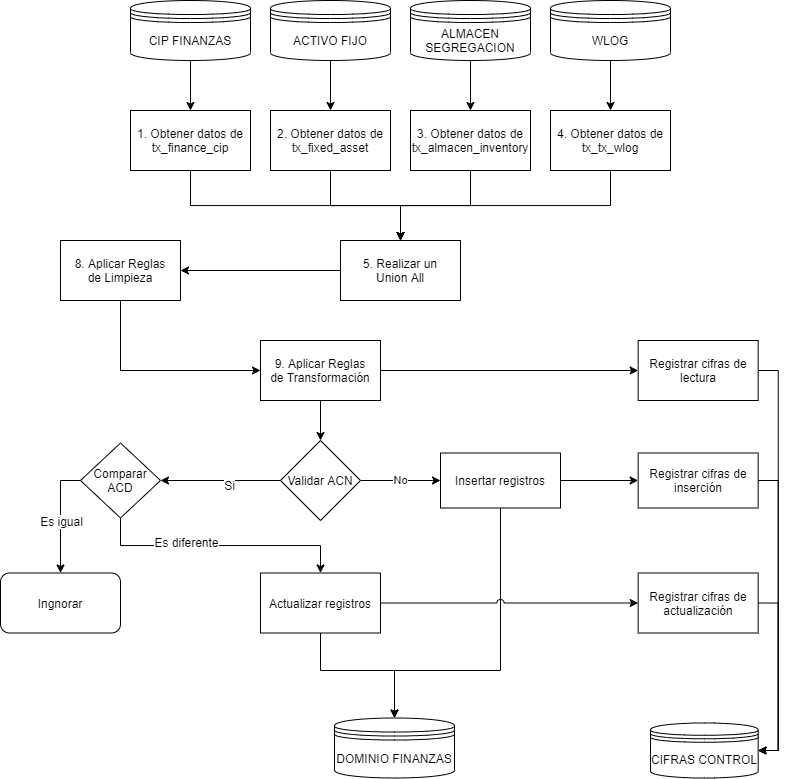 CIP FINANZAS
ACTIVO FIJO
ALMACEN
SEGREGACION
WLOG
1. Obtener datos de
tx_finance_cip
2. Obtener datos de
tx_fixed_asset
3. Obtener datos de
tx_almacen_inventory
4. Obtener datos de
tx_tx_wlog
8. Aplicar Reglas
de Limpieza
5. Realizar un
Union All
9. Aplicar Reglas
de Transformación
Registrar cifras de
lectura
Comparar
ACD
Si
Validar ACN
No
Insertar registros
Registrar cifras de
inserción
Es igual
Es diferente
Ingnorar
Actualizar registros
Registrar cifras de
actualización
DOMINIO FINANZAS
CIFRAS CONTROL